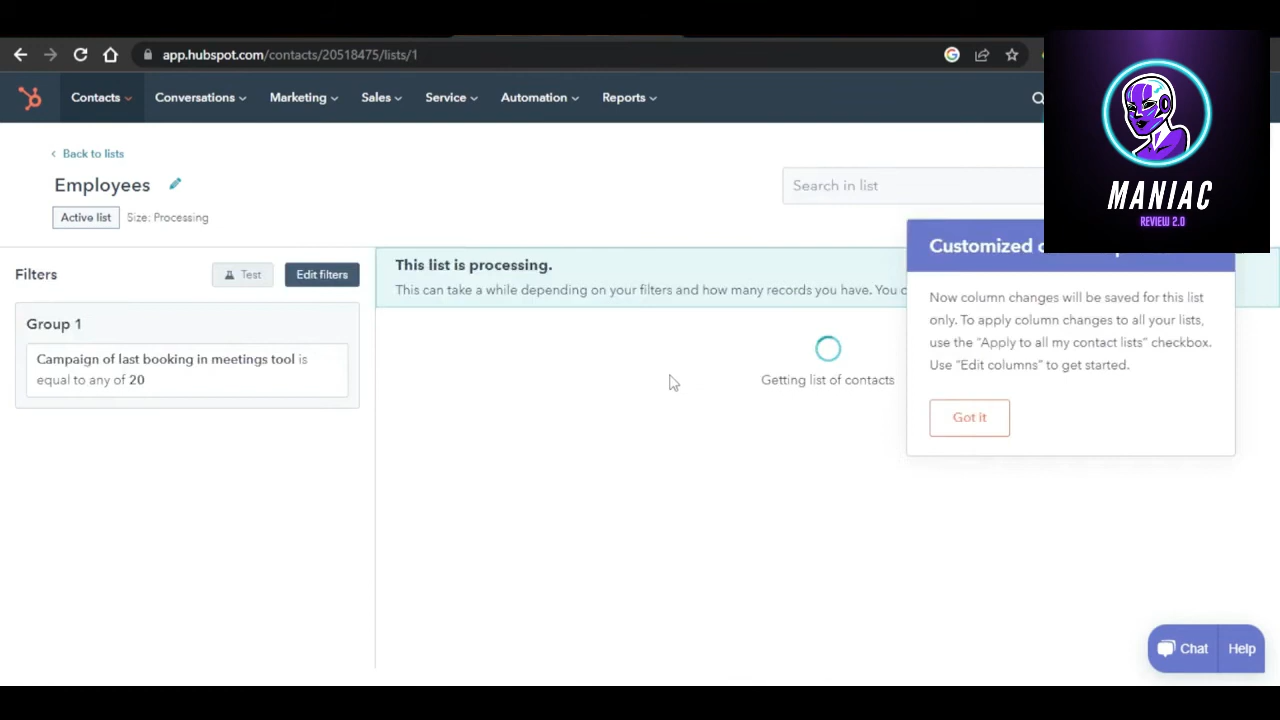 app.hubspot.com/contacts/20518475/lists/1
Contacts Conversations Marketing Sales Service Automation Reports
Back to lists
Employees
Search in list
Active list Size: Processing
MANIAC
REVIEW 2.0
Filters Test Edit filters
Group 1
Campaign of last booking in meetings tool is
equal to any of 20
This list is processing.
This can take a while depending on your filters and how many records you have. You
Getting list of contacts
Customized
Now column changes will be saved for this list
only. To apply column changes to all your lists,
use the “Apply to all my contact lists” checkbox.
Use “Edit columns” to get started.
Got it
Chat Help